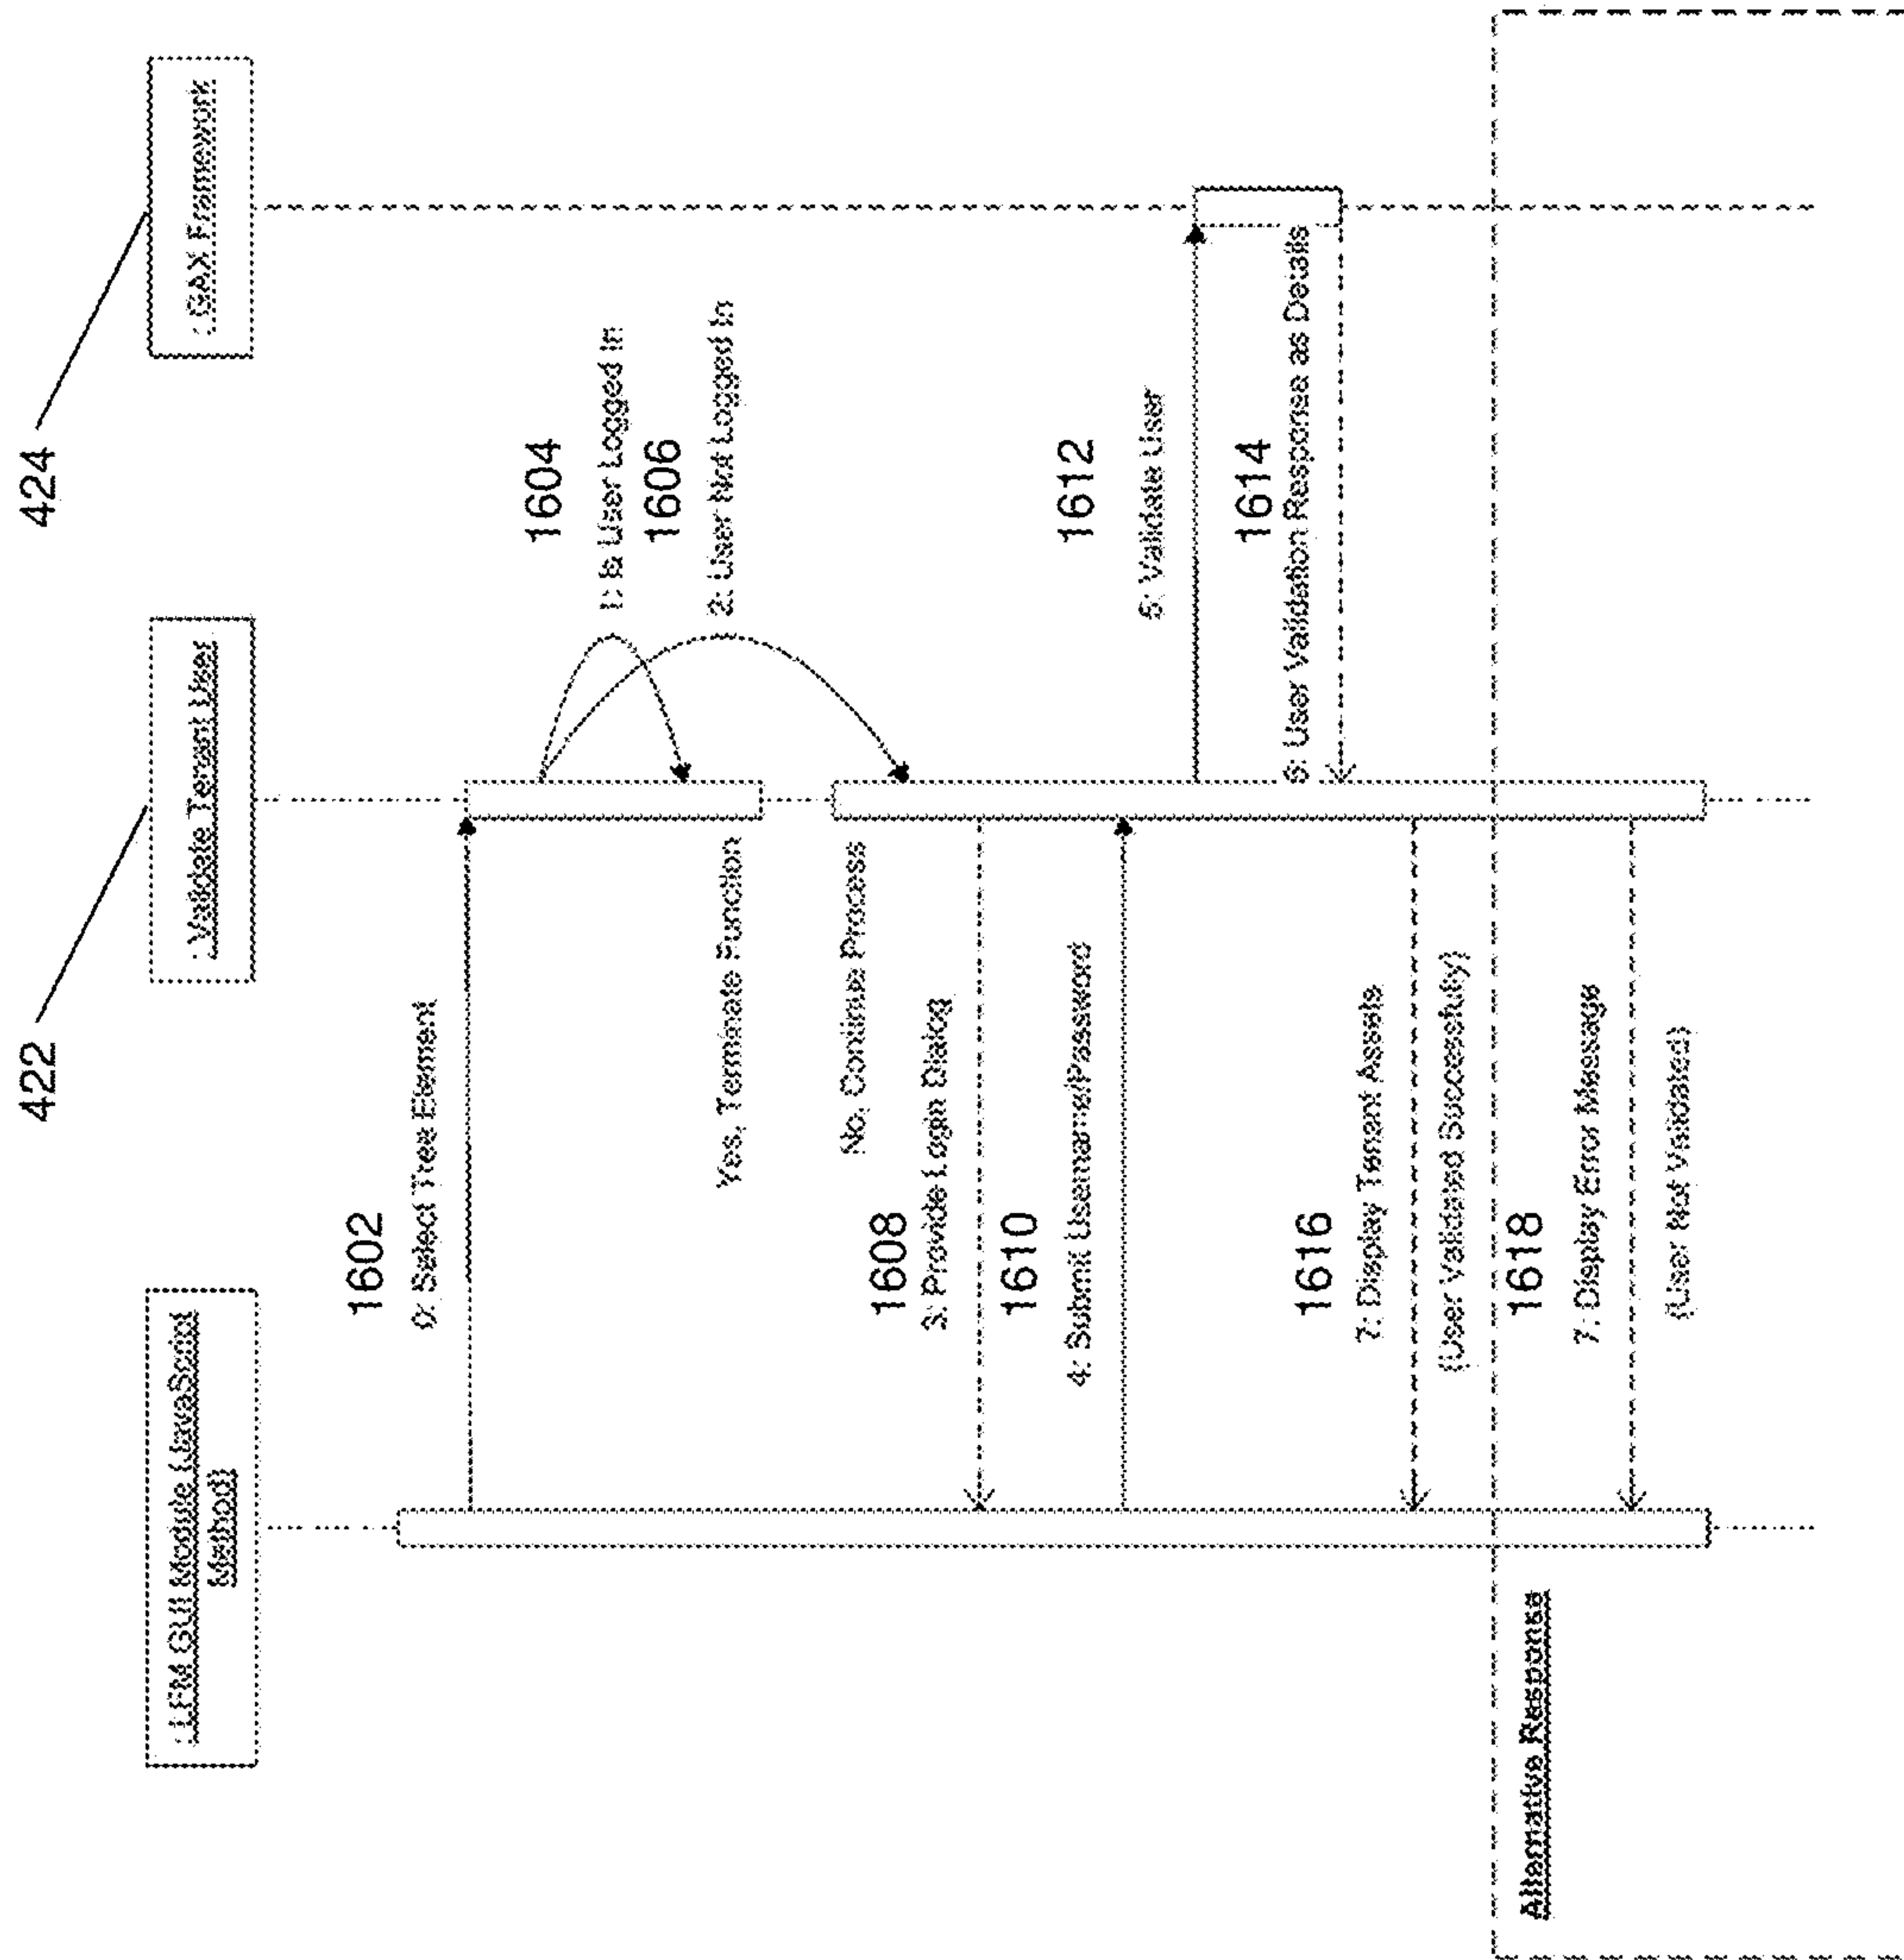 422
424
: LFM GUI Module (JavaScript
Method)
: Validate Tenant User
: GAX Framework
1602
0: Select Tree Element
1604
1: Is User Logged In
1606
2: User Not Logged In
Yes, Terminate Function
No, Continue Process
1608
3: Provide Login Dialog
1610
4: Submit Username/Password
1612
5: Validate User
1614
6: User Validation Response as Details
1616
7: Display Tenant Assets
(User Validated Successfully)
Alternative Response
1618
7: Display Error Message
(User Not Validated)